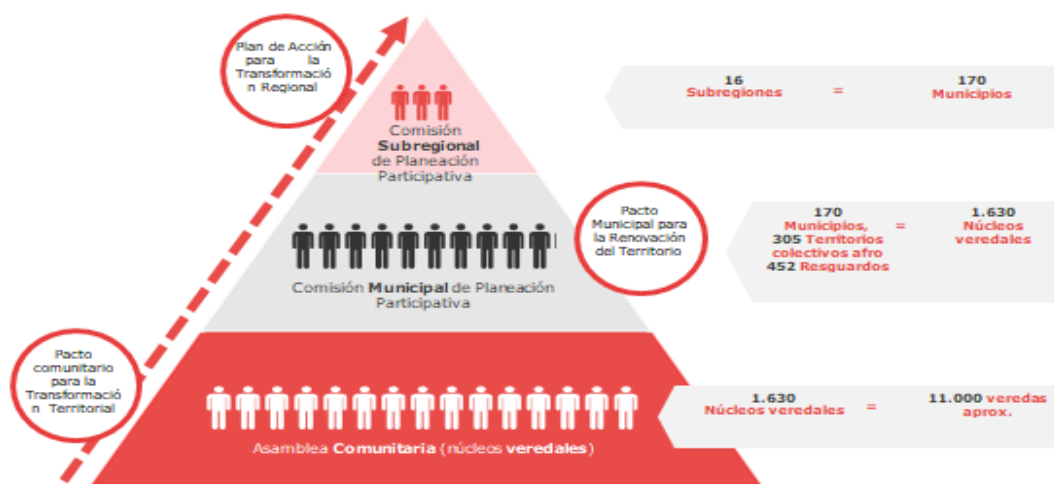 Plan de Acción
para la
Transformació
n Regional
16
Subregiones
=
170
Municipios
Comisión
Subregional
de Planeación
Participativa
Pacto
Municipal para
la Renovación
del Territorio
170
Municipios,
305 Territorios
colectivos afro
452 Resguardos
=
1.630
Núcleos
veredales
Comisión Municipal de Planeación
Participativa
Pacto
comunitario
para la
Transformació
n Territorial
1.630
Núcleos veredales
=
11.000 veredas
aprox.
Asamblea Comunitaria (núcleos veredales)